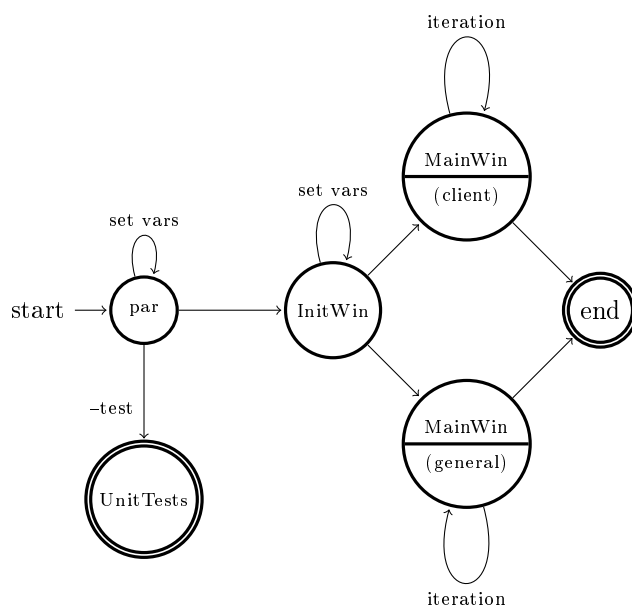 iteration
MainWin
(client)
set vars
set vars
start
par
InitWin
end
–test
MainWin
(general)
UnitTests
iteration